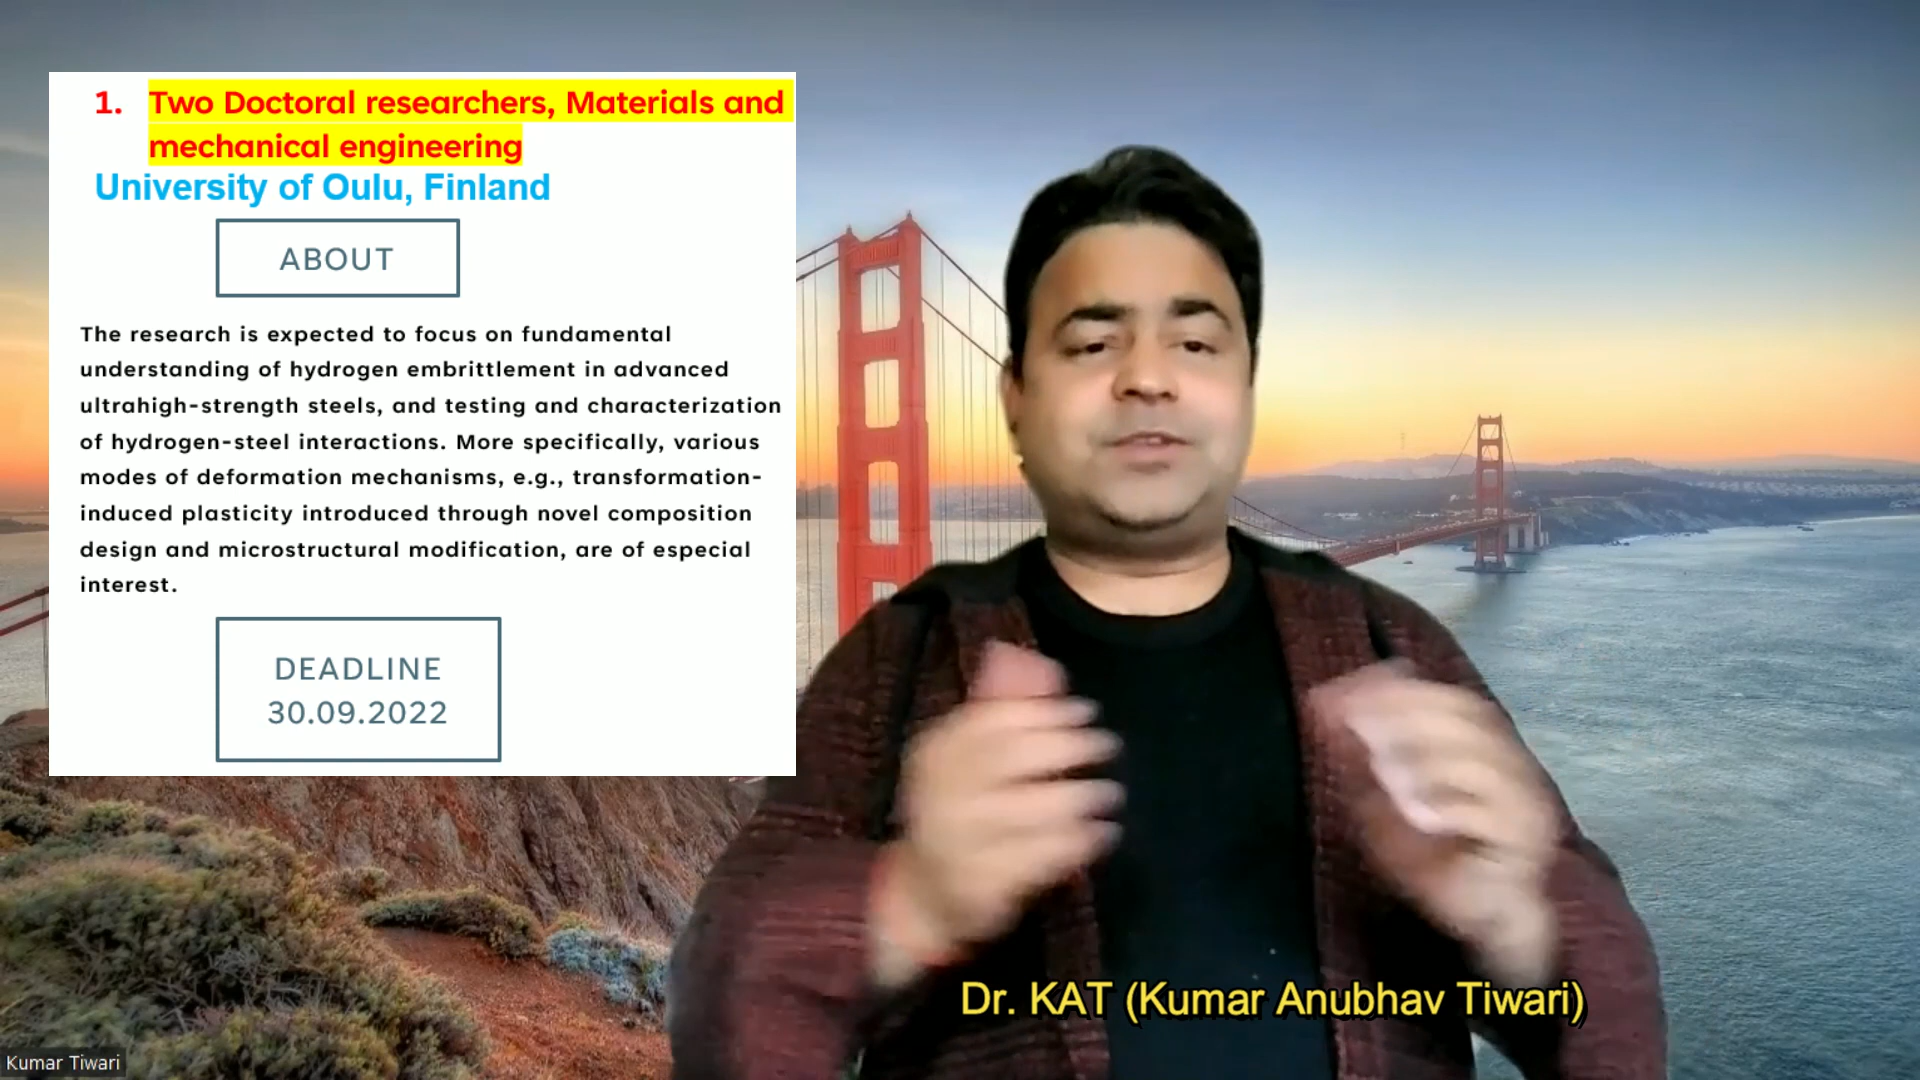 1. Two Doctoral researchers, Materials and
mechanical engineering
University of Oulu, Finland
ABOUT
The research is expected to focus on fundamental
understanding of hydrogen embrittlement in advanced
ultrahigh-strength steels, and testing and characterization
of hydrogen-steel interactions. More specifically, various
modes of deformation mechanisms, e.g., transformation-
induced plasticity introduced through novel composition
design and microstructural modification, are of especial
interest.
DEADLINE
30.09.2022
Dr. KAT (Kumar Anubhav Tiwari)
Kumar Tiwari